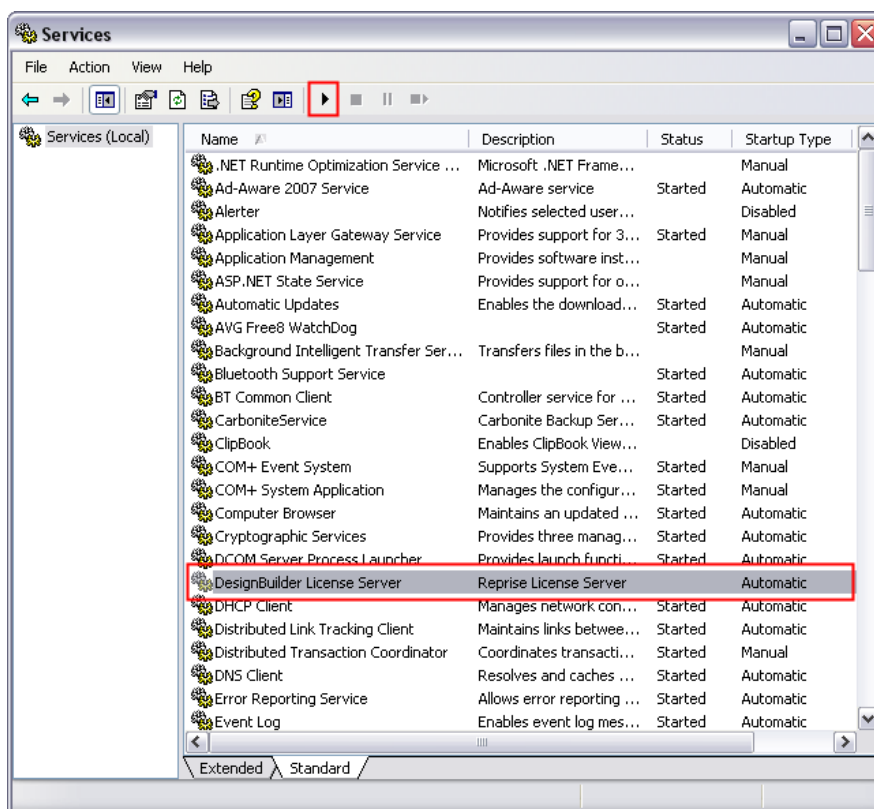 Services
File Action View Help
Services (Local)
Name Description Status Startup Type
.NET Runtime Optimization Service ... Microsoft .NET Frame... Manual
Ad-Aware 2007 Service Ad-Aware service Started Automatic
Alerter Notifies selected user... Disabled
Application Layer Gateway Service Provides support for 3... Started Manual
Application Management Provides software inst... Manual
ASP.NET State Service Provides support for o... Manual
Automatic Updates Enables the download... Started Automatic
AVG Free8 WatchDog Started Automatic
Background Intelligent Transfer Ser... Transfers files in the b... Manual
Bluetooth Support Service Started Automatic
BT Common Client Controller service for ... Started Automatic
CarboniteService Carbonite Backup Ser... Started Automatic
ClipBook Enables ClipBook View... Disabled
COM+ Event System Supports System Eve... Started Manual
COM+ System Application Manages the configur... Started Manual
Computer Browser Maintains an updated ... Started Automatic
Cryptographic Services Provides three manag... Started Automatic
DCOM Server Process Launcher Provides launch functi... Started Automatic
DesignBuilder License Server Reprise License Server Automatic
DHCP Client Manages network con... Started Automatic
Distributed Link Tracking Client Maintains links betwee... Started Automatic
Distributed Transaction Coordinator Coordinates transacti... Started Manual
DNS Client Resolves and caches ... Started Automatic
Error Reporting Service Allows error reporting ... Started Automatic
Event Log Enables event log mes... Started Automatic
Extended Standard